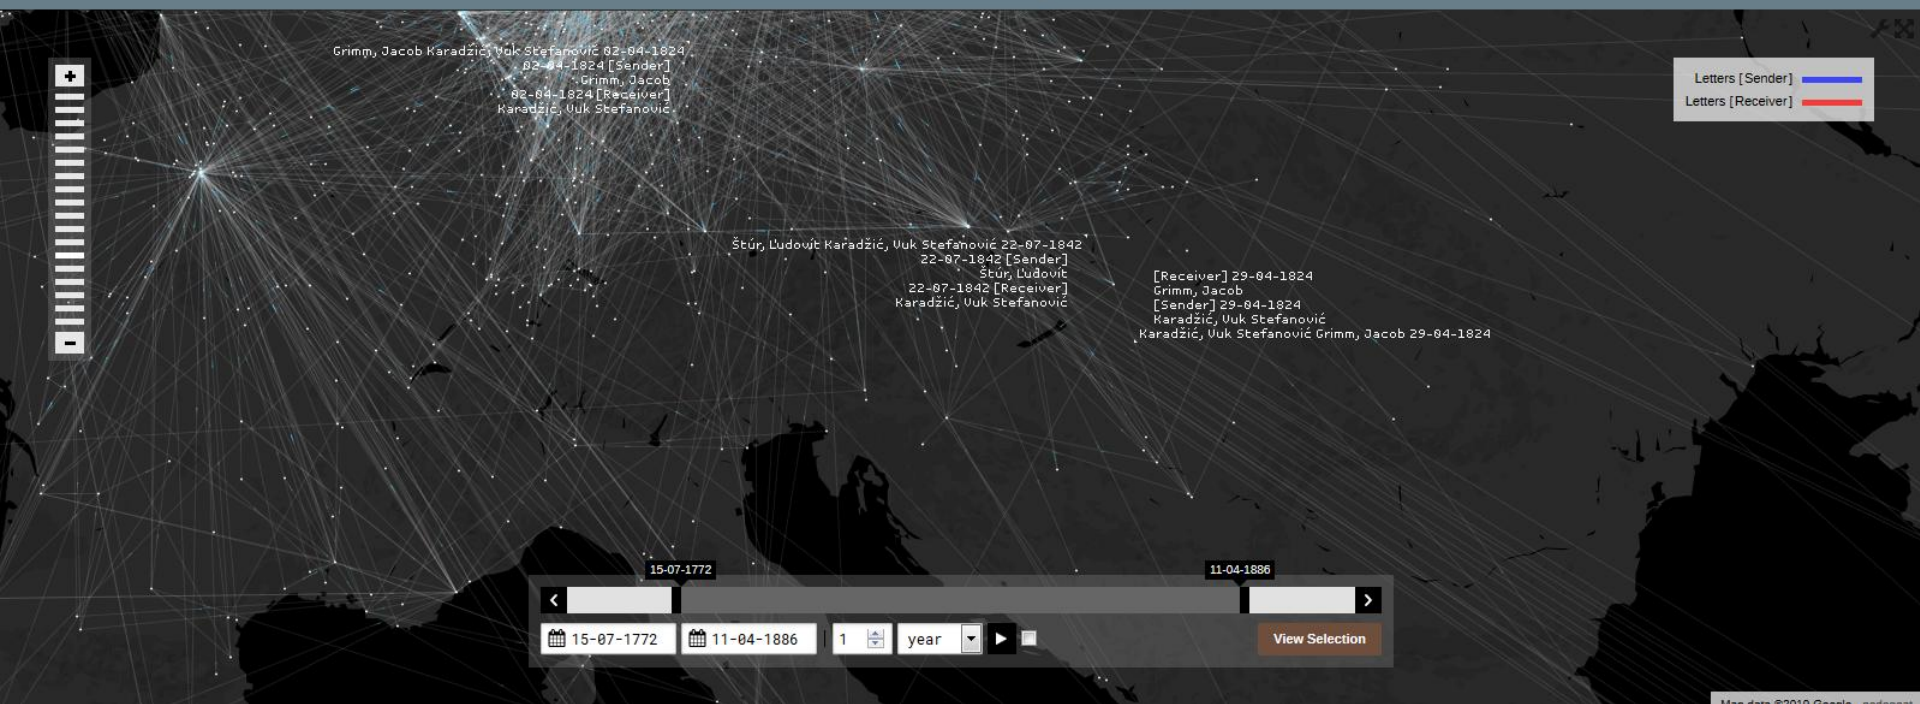 Grimm, Jacob Karadžić, Vuk Stefanović 02-04-1824
02-04-1824 [Sender]
Grimm, Jacob
02-04-1824 [Receiver]
Karadžić, Vuk Stefanović
+
Letters [Sender]
Letters [Receiver]
Štúr, Ľudovít Karadžić, Vuk Stefanović 22-07-1842
22-07-1842 [Sender]
Štúr, Ľudovít
22-07-1842 [Receiver]
Karadžić, Vuk Stefanović
[Receiver] 29-04-1824
Grimm, Jacob
[Sender] 29-04-1824
Karadžić, Vuk Stefanović
Karadžić, Vuk Stefanović Grimm, Jacob 29-04-1824
-
15-07-1772
11-04-1886
15-07-1772 11-04-1886 1 year View Selection
Map data ©2019 Google